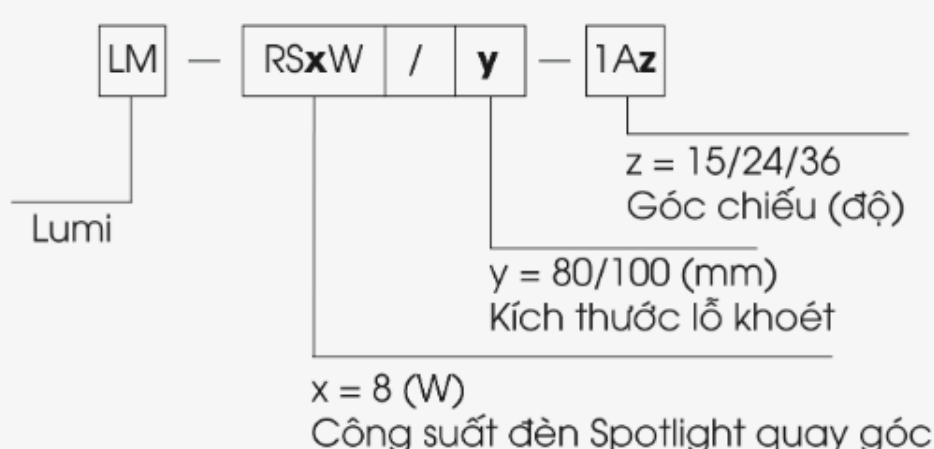 LM — RSxW / y — 1Az
z = 15/24/36
Góc chiếu (độ)
Lumi
y = 80/100 (mm)
Kích thước lỗ khoét
x = 8 (W)
Công suất đèn Spotlight quay góc